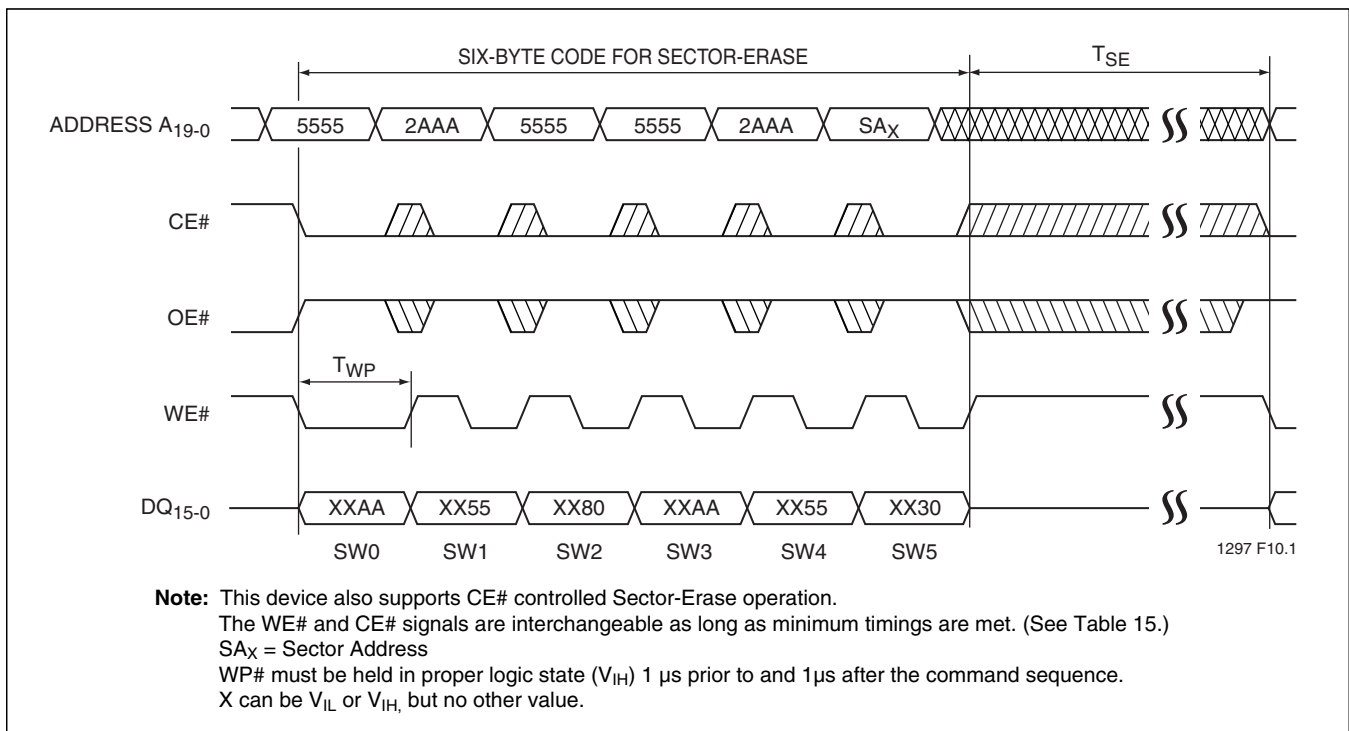 SIX-BYTE CODE FOR SECTOR-ERASE
TSE
ADDRESS A19-0
5555
2AAA
5555
5555
2AAA
SAX
CE#
OE#
TWP
WE#
DQ15-0
XXAA
XX55
XX80
XXAA
XX55
XX30
SW0
SW1
SW2
SW3
SW4
SW5
1297 F10.1
Note: This device also supports CE# controlled Sector-Erase operation.
The WE# and CE# signals are interchangeable as long as minimum timings are met. (See Table 15.)
SAX = Sector Address
WP# must be held in proper logic state (VIH) 1 µs prior to and 1µs after the command sequence.
X can be VIL or VIH, but no other value.